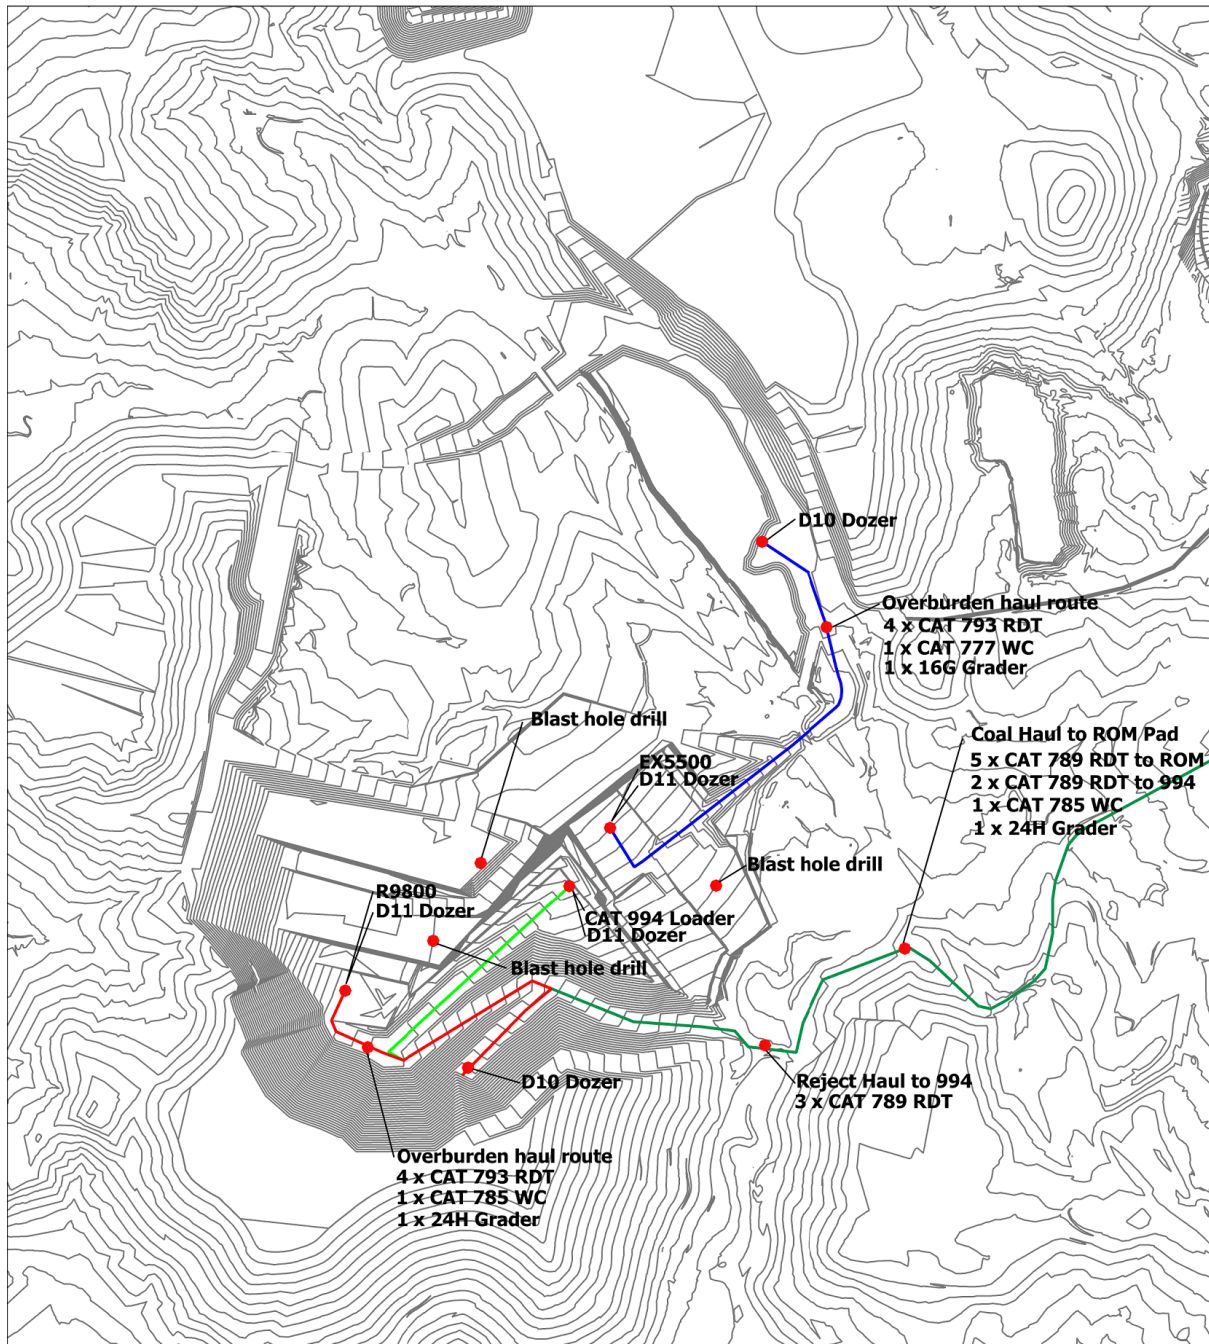 D10 Dozer
Overburden haul route
4 x CAT 793 RDT
1 x CAT 777 WC
1 x 16G Grader
Blast hole drill
Coal Haul to ROM Pad
5 x CAT 789 RDT to ROM
2 x CAT 789 RDT to 994
1 x CAT 785 WC
1 x 24H Grader
EX5500
D11 Dozer
Blast hole drill
R9800
D11 Dozer
CAT 994 Loader
D11 Dozer
Blast hole drill
D10 Dozer
Reject Haul to 994
3 x CAT 789 RDT
Overburden haul route
4 x CAT 793 RDT
1 x CAT 785 WC
1 x 24H Grader